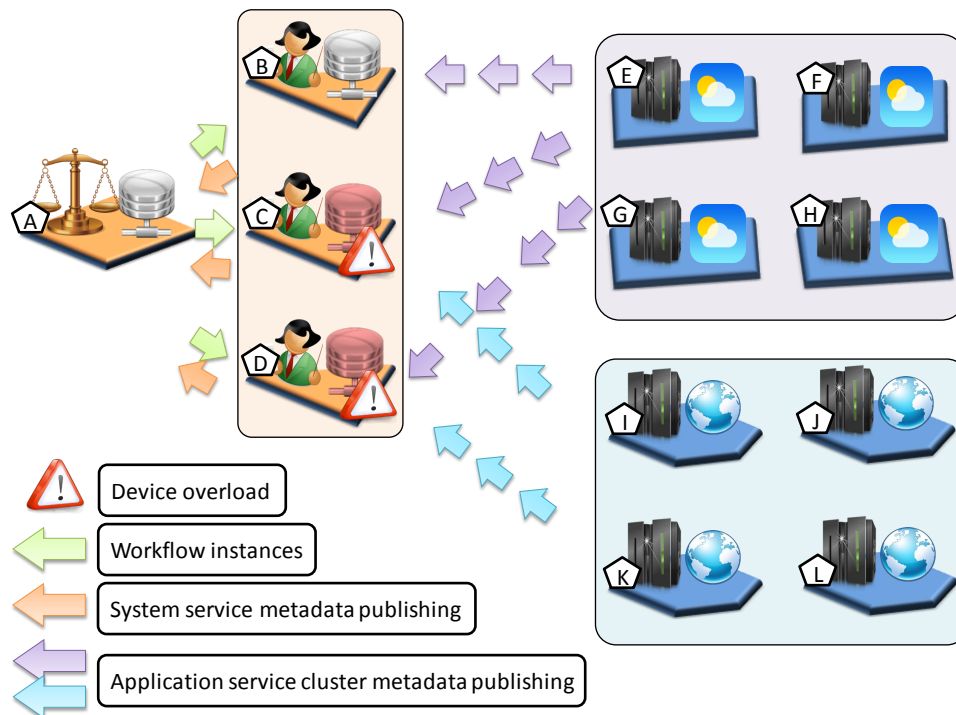 A
B
C
D
E
F
G
H
I
J
K
L
!
!
! Device overload
Workflow instances
System service metadata publishing
Application service cluster metadata publishing